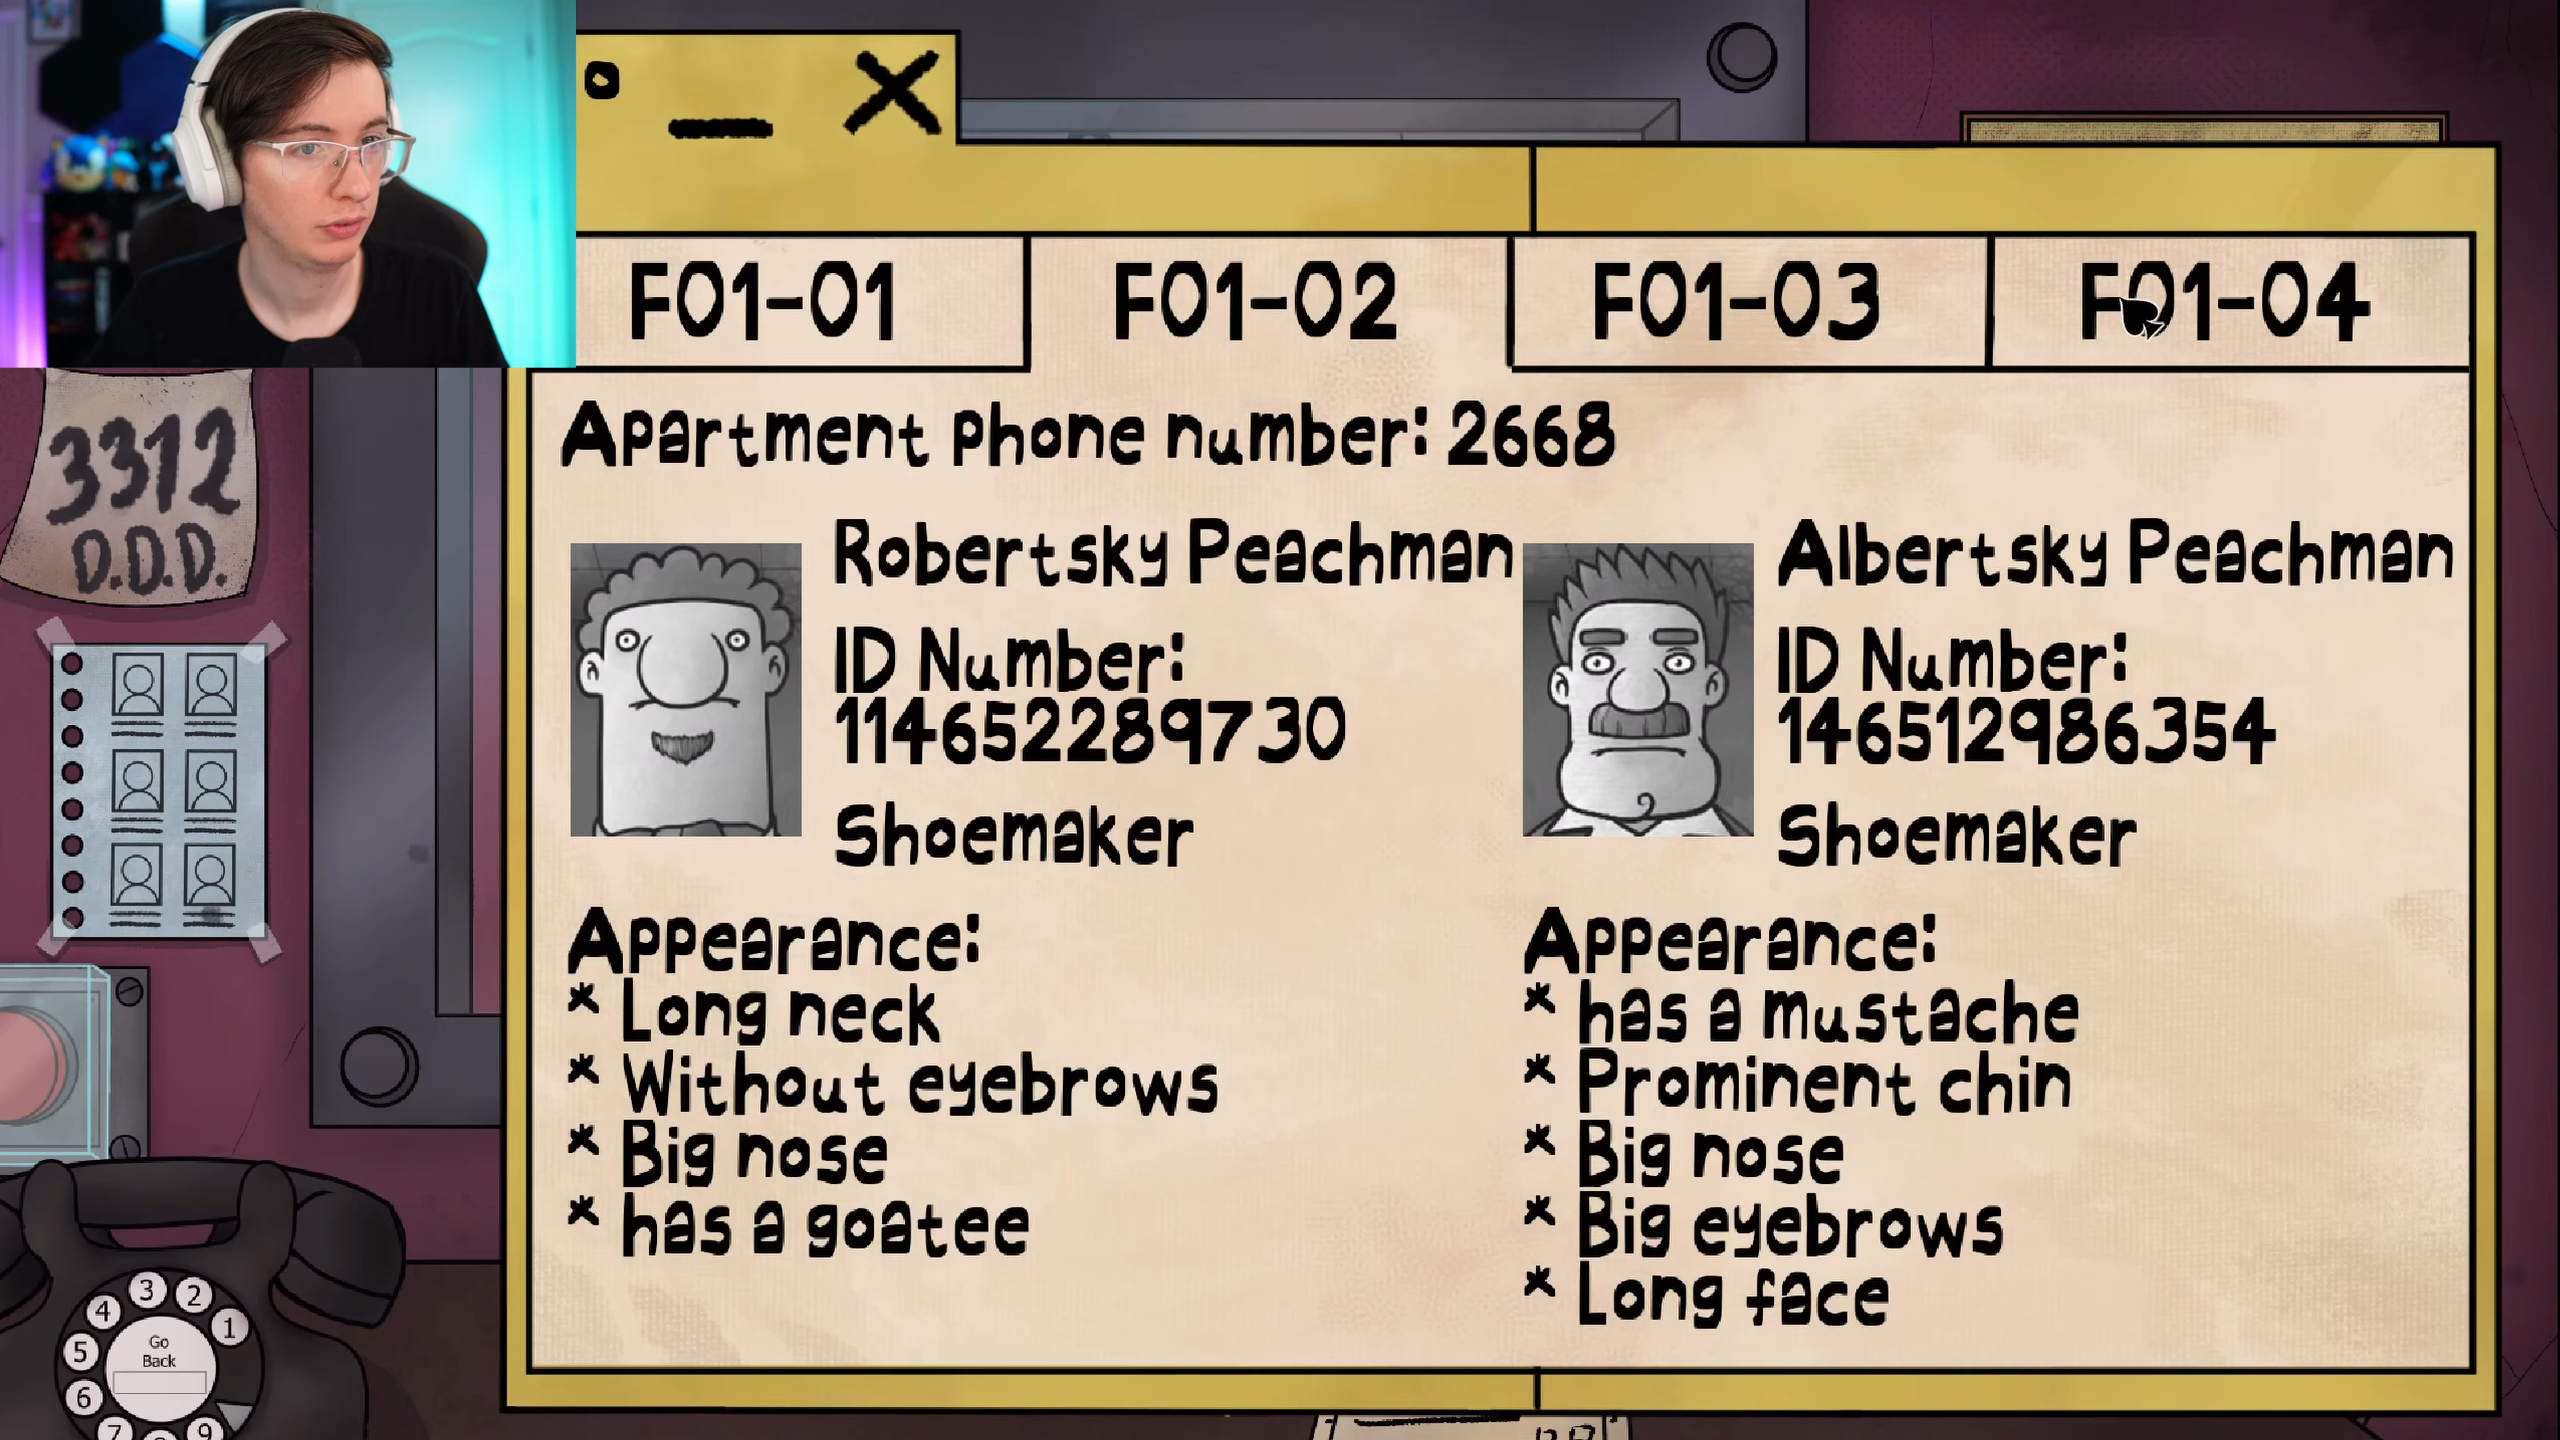 F01-01
F01-02
F01-03
F01-04
3312
D.D.D.
Apartment phone number: 2668
Robertsky Peachman
ID Number:
114652289730
Shoemaker
Appearance:
* Long neck
* Without eyebrows
* Big nose
* has a goatee
Albertsky Peachman
ID Number:
146512986354
Shoemaker
Appearance:
* has a mustache
* Prominent chin
* Big nose
* Big eyebrows
* Long face
3
2
4
1
5
6
7
9
Go
Back